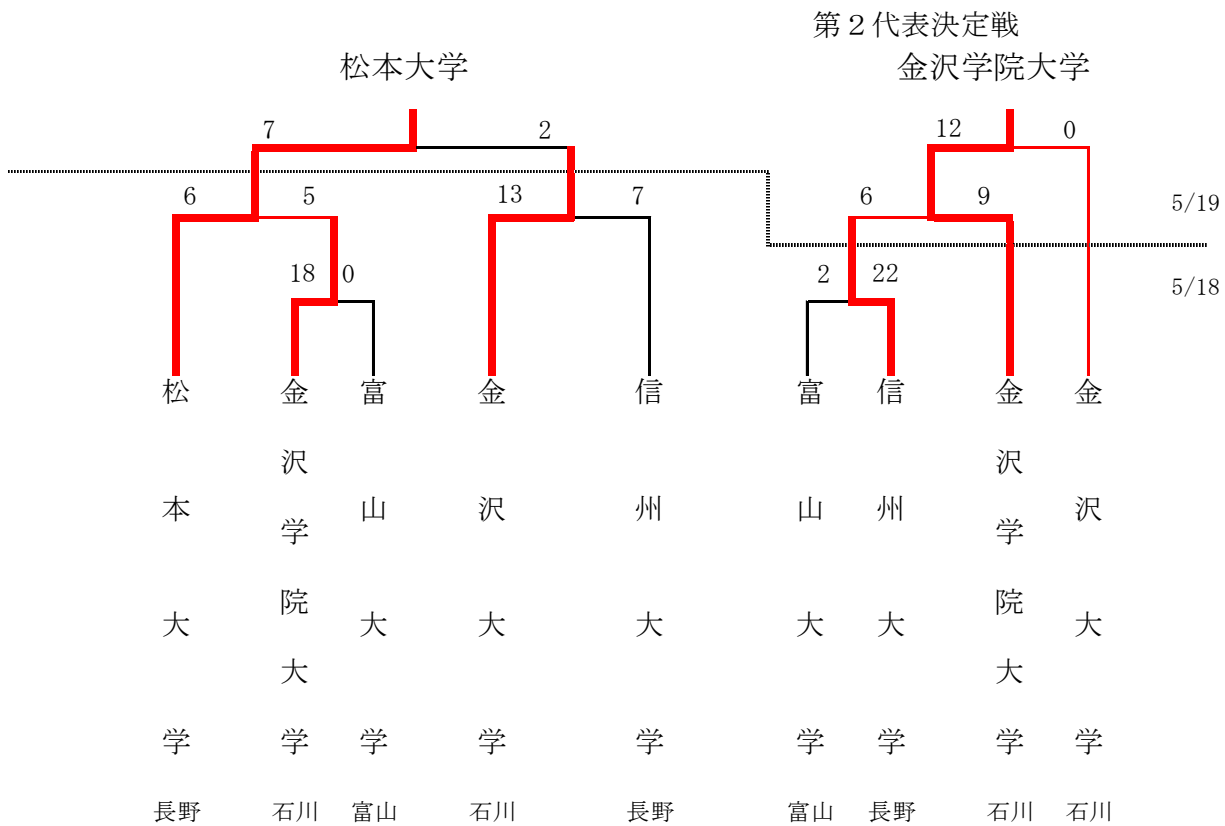 第２代表決定戦
松本大学
金沢学院大学
7
2
12
0
6
5
13
7
6
9
5/19
18
0
2
22
5/18
松本大学
金沢学院大学
富山大学
金沢大学
信州大学
富山大学
信州大学
金沢学院大学
金沢大学
長野
石川
富山
石川
長野
富山
長野
石川
石川